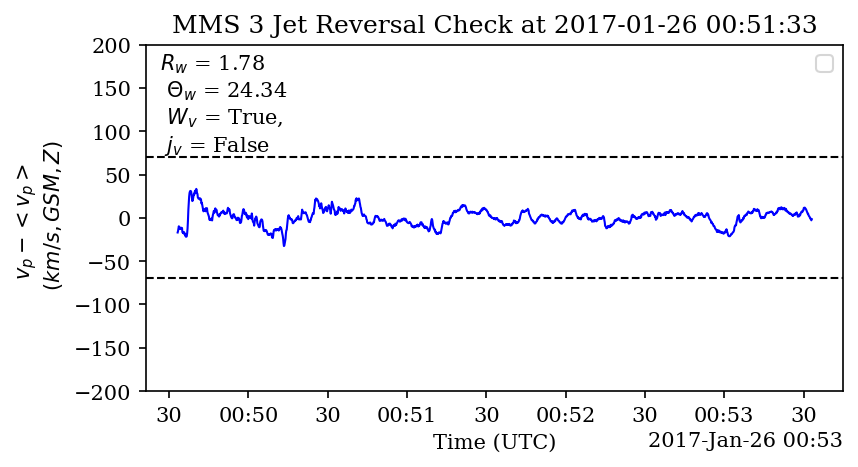 MMS 3 Jet Reversal Check at 2017-01-26 00:51:33
R_w = 1.78
Θ_w = 24.34
W_v = True,
j_v = False
v_p − < v_p >
(km/s, GSM, Z)
200
150
100
50
0
−50
−100
−150
−200
30 00:50 30 00:51 30 00:52 30 00:53 30
Time (UTC)
2017-Jan-26 00:53